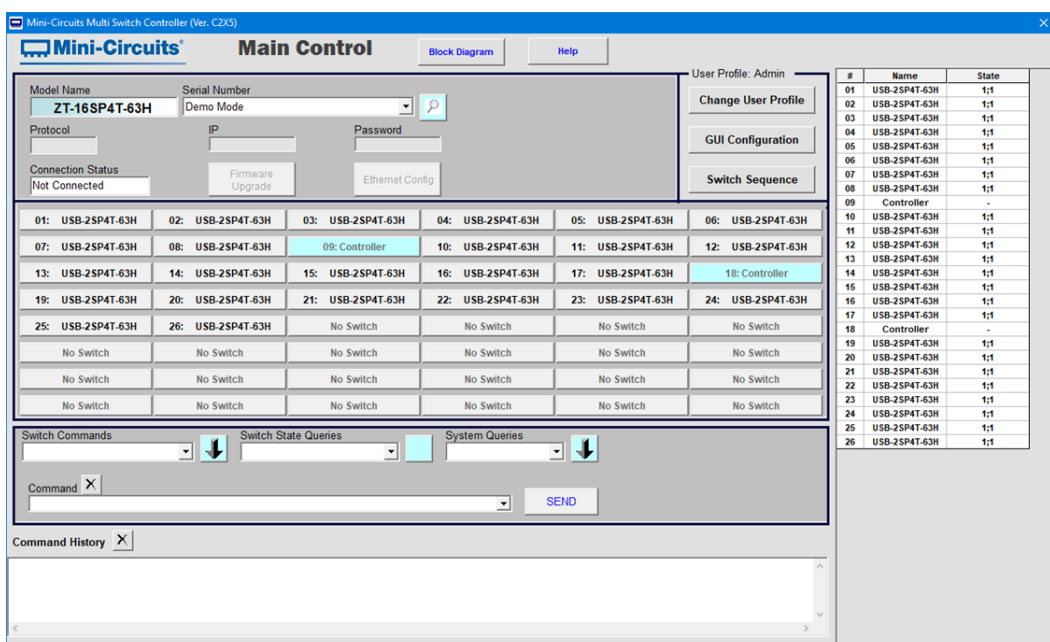 Mini-Circuits Multi Switch Controller (Ver. C2X5)
Mini-Circuits® Main Control Block Diagram Help
User Profile: Admin
Model Name Serial Number
ZT-16SP4T-63H Demo Mode
Change User Profile
Protocol IP Password
GUI Configuration
Connection Status
Not Connected
Firmware Upgrade
Ethernet Config
Switch Sequence
01: USB-2SP4T-63H 02: USB-2SP4T-63H 03: USB-2SP4T-63H 04: USB-2SP4T-63H 05: USB-2SP4T-63H 06: USB-2SP4T-63H
07: USB-2SP4T-63H 08: USB-2SP4T-63H 09: Controller 10: USB-2SP4T-63H 11: USB-2SP4T-63H 12: USB-2SP4T-63H
13: USB-2SP4T-63H 14: USB-2SP4T-63H 15: USB-2SP4T-63H 16: USB-2SP4T-63H 17: USB-2SP4T-63H 18: Controller
19: USB-2SP4T-63H 20: USB-2SP4T-63H 21: USB-2SP4T-63H 22: USB-2SP4T-63H 23: USB-2SP4T-63H 24: USB-2SP4T-63H
25: USB-2SP4T-63H 26: USB-2SP4T-63H No Switch No Switch No Switch No Switch
No Switch No Switch No Switch No Switch No Switch No Switch
No Switch No Switch No Switch No Switch No Switch No Switch
No Switch No Switch No Switch No Switch No Switch No Switch
Switch Commands Switch State Queries System Queries
Command X
SEND
Command History X
# Name State
01 USB-2SP4T-63H 1;1
02 USB-2SP4T-63H 1;1
03 USB-2SP4T-63H 1;1
04 USB-2SP4T-63H 1;1
05 USB-2SP4T-63H 1;1
06 USB-2SP4T-63H 1;1
07 USB-2SP4T-63H 1;1
08 USB-2SP4T-63H 1;1
09 Controller -
10 USB-2SP4T-63H 1;1
11 USB-2SP4T-63H 1;1
12 USB-2SP4T-63H 1;1
13 USB-2SP4T-63H 1;1
14 USB-2SP4T-63H 1;1
15 USB-2SP4T-63H 1;1
16 USB-2SP4T-63H 1;1
17 USB-2SP4T-63H 1;1
18 Controller -
19 USB-2SP4T-63H 1;1
20 USB-2SP4T-63H 1;1
21 USB-2SP4T-63H 1;1
22 USB-2SP4T-63H 1;1
23 USB-2SP4T-63H 1;1
24 USB-2SP4T-63H 1;1
25 USB-2SP4T-63H 1;1
26 USB-2SP4T-63H 1;1